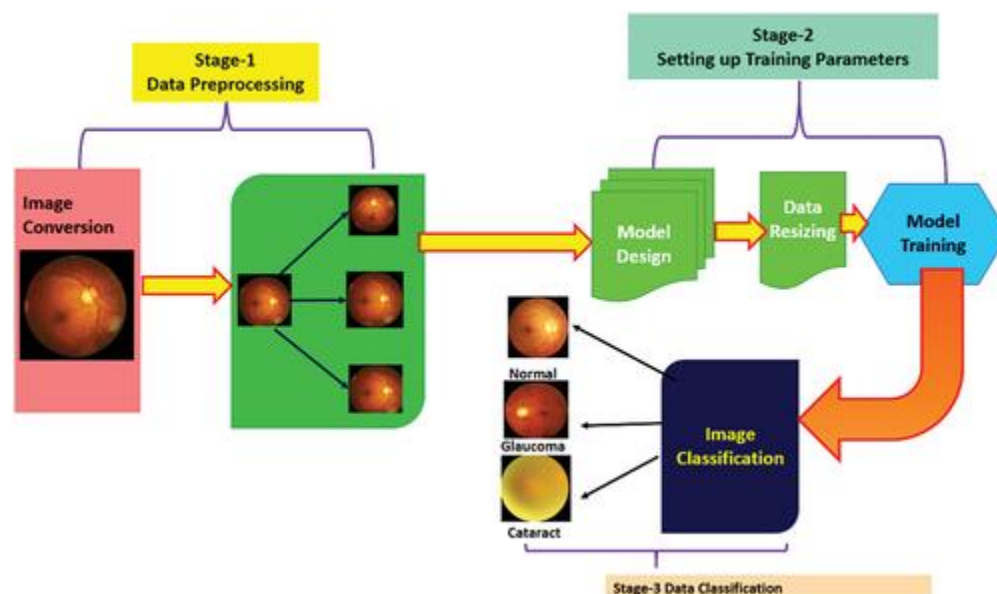 Stage-1
Data Preprocessing
Stage-2
Setting up Training Parameters
Image
Conversion
Model
Design
Data
Resizing
Model
Training
Normal
Glaucoma
Cataract
Image
Classification
Stage-3 Data Classification